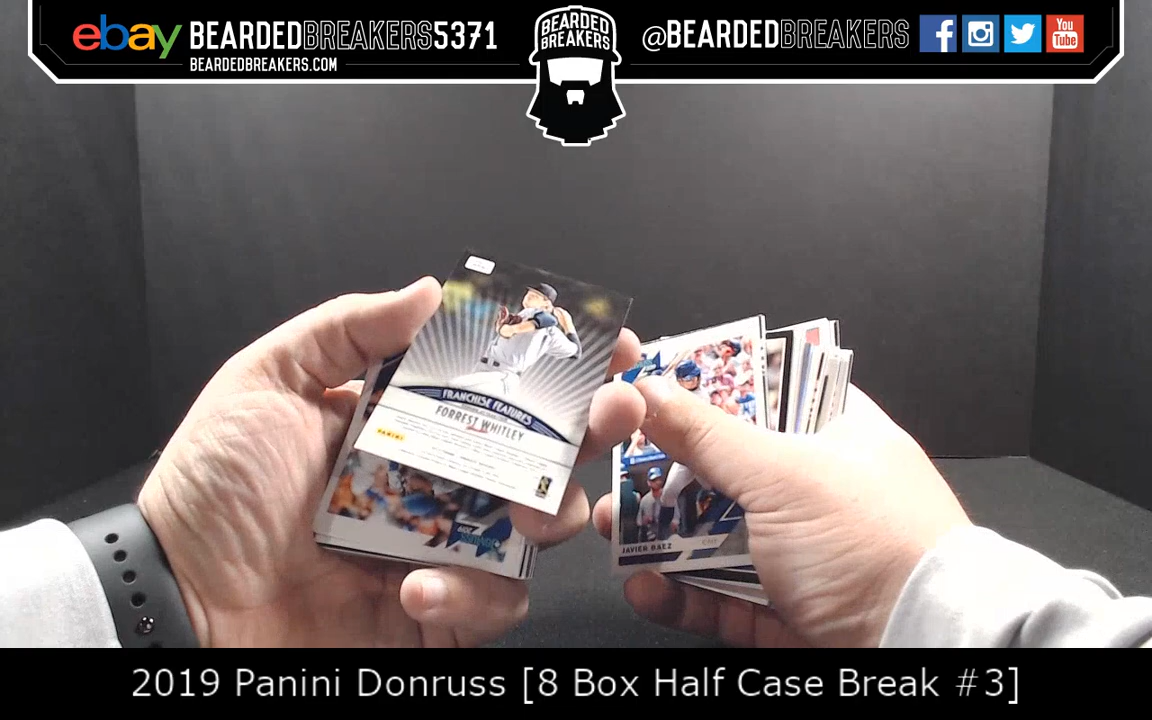 ebay BEARDEDBREAKERS5371
BEARDEDBREAKERS.COM
BEARDED
BREAKERS
@BEARDEDBREAKERS
You
Tube
FRANCHISE FEATURES
FORREST WHITLEY
PANINI
JAVIER BAEZ
2019 Panini Donruss [8 Box Half Case Break #3]